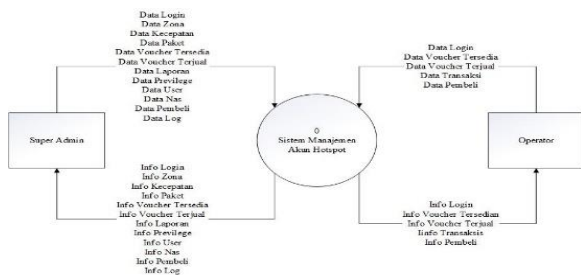 Data Login
Data Zona
Data Kecepatan
Data Paket
Data Voucher Tersedia
Data Voucher Terjual
Data Laporan
Data Previlege
Data User
Data Nas
Data Pembeli
Data Log
Data Login
Data Voucher Tersedia
Data Voucher Terjual
Data Transaksi
Data Pembeli
Super Admin
0
Sistem Manajemen
Akun Hotspot
Operator
Info Login
Info Zona
Info Kecepatan
Info Paket
Info Voucher Tersedia
Info Voucher Terjual
Info Laporan
Info Previlege
Info User
Info Nas
Info Pembeli
Info Log
Info Login
Info Voucher Tersedian
Info Voucher Terjual
Iinfo Transaksis
Info Pembeli